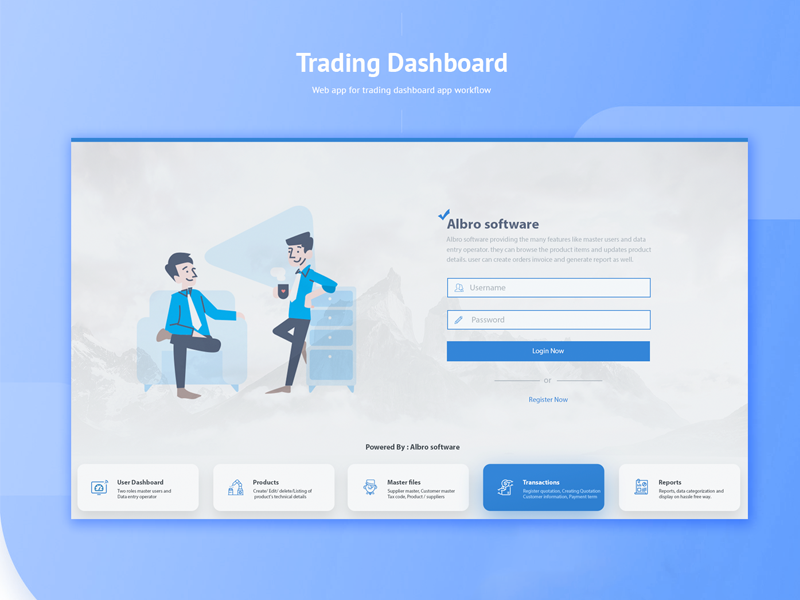 Trading Dashboard
Web app for trading dashboard app workflow
Albro software
Albro software providing the many features like master users and data
entry operator. they can browse the product items and updates product
details. user can create orders invoice and generate report as well.
Username
Password
Login Now
or
Register Now
Powered By : Albro software
User Dashboard
Two roles master users and
Data entry operator
Products
Create/ Edit/ delete/Listing of
product's technical details
Master files
Supplier master, Customer master
Tax code, Product / suppliers
Transactions
Register quotation, Creating Quotation
Customer information, Payment term
Reports
Reports, data categorization and
display on hassle free way.